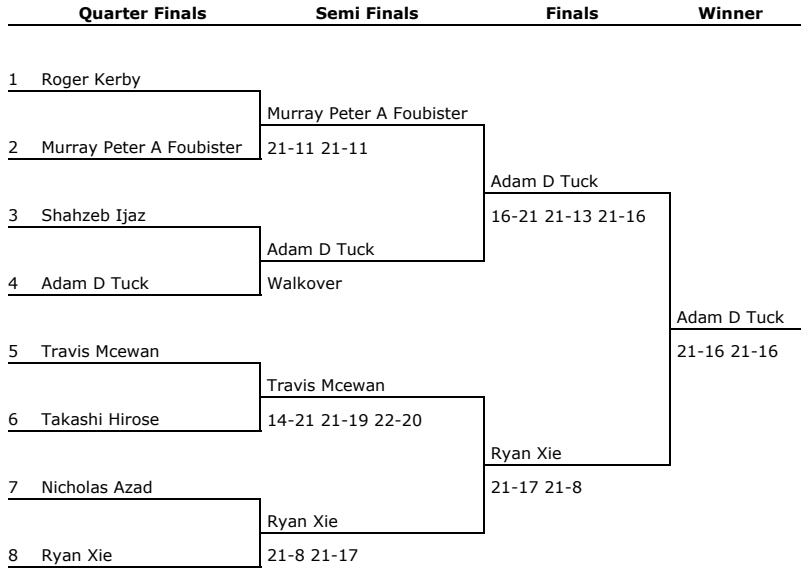 Quarter Finals Semi Finals Finals Winner
1 Roger Kerby
Murray Peter A Foubister
2 Murray Peter A Foubister 21-11 21-11
Adam D Tuck
3 Shahzeb Ijaz 16-21 21-13 21-16
Adam D Tuck
4 Adam D Tuck Walkover
Adam D Tuck
5 Travis Mcewan 21-16 21-16
Travis Mcewan
6 Takashi Hirose 14-21 21-19 22-20
Ryan Xie
7 Nicholas Azad 21-17 21-8
Ryan Xie
8 Ryan Xie 21-8 21-17